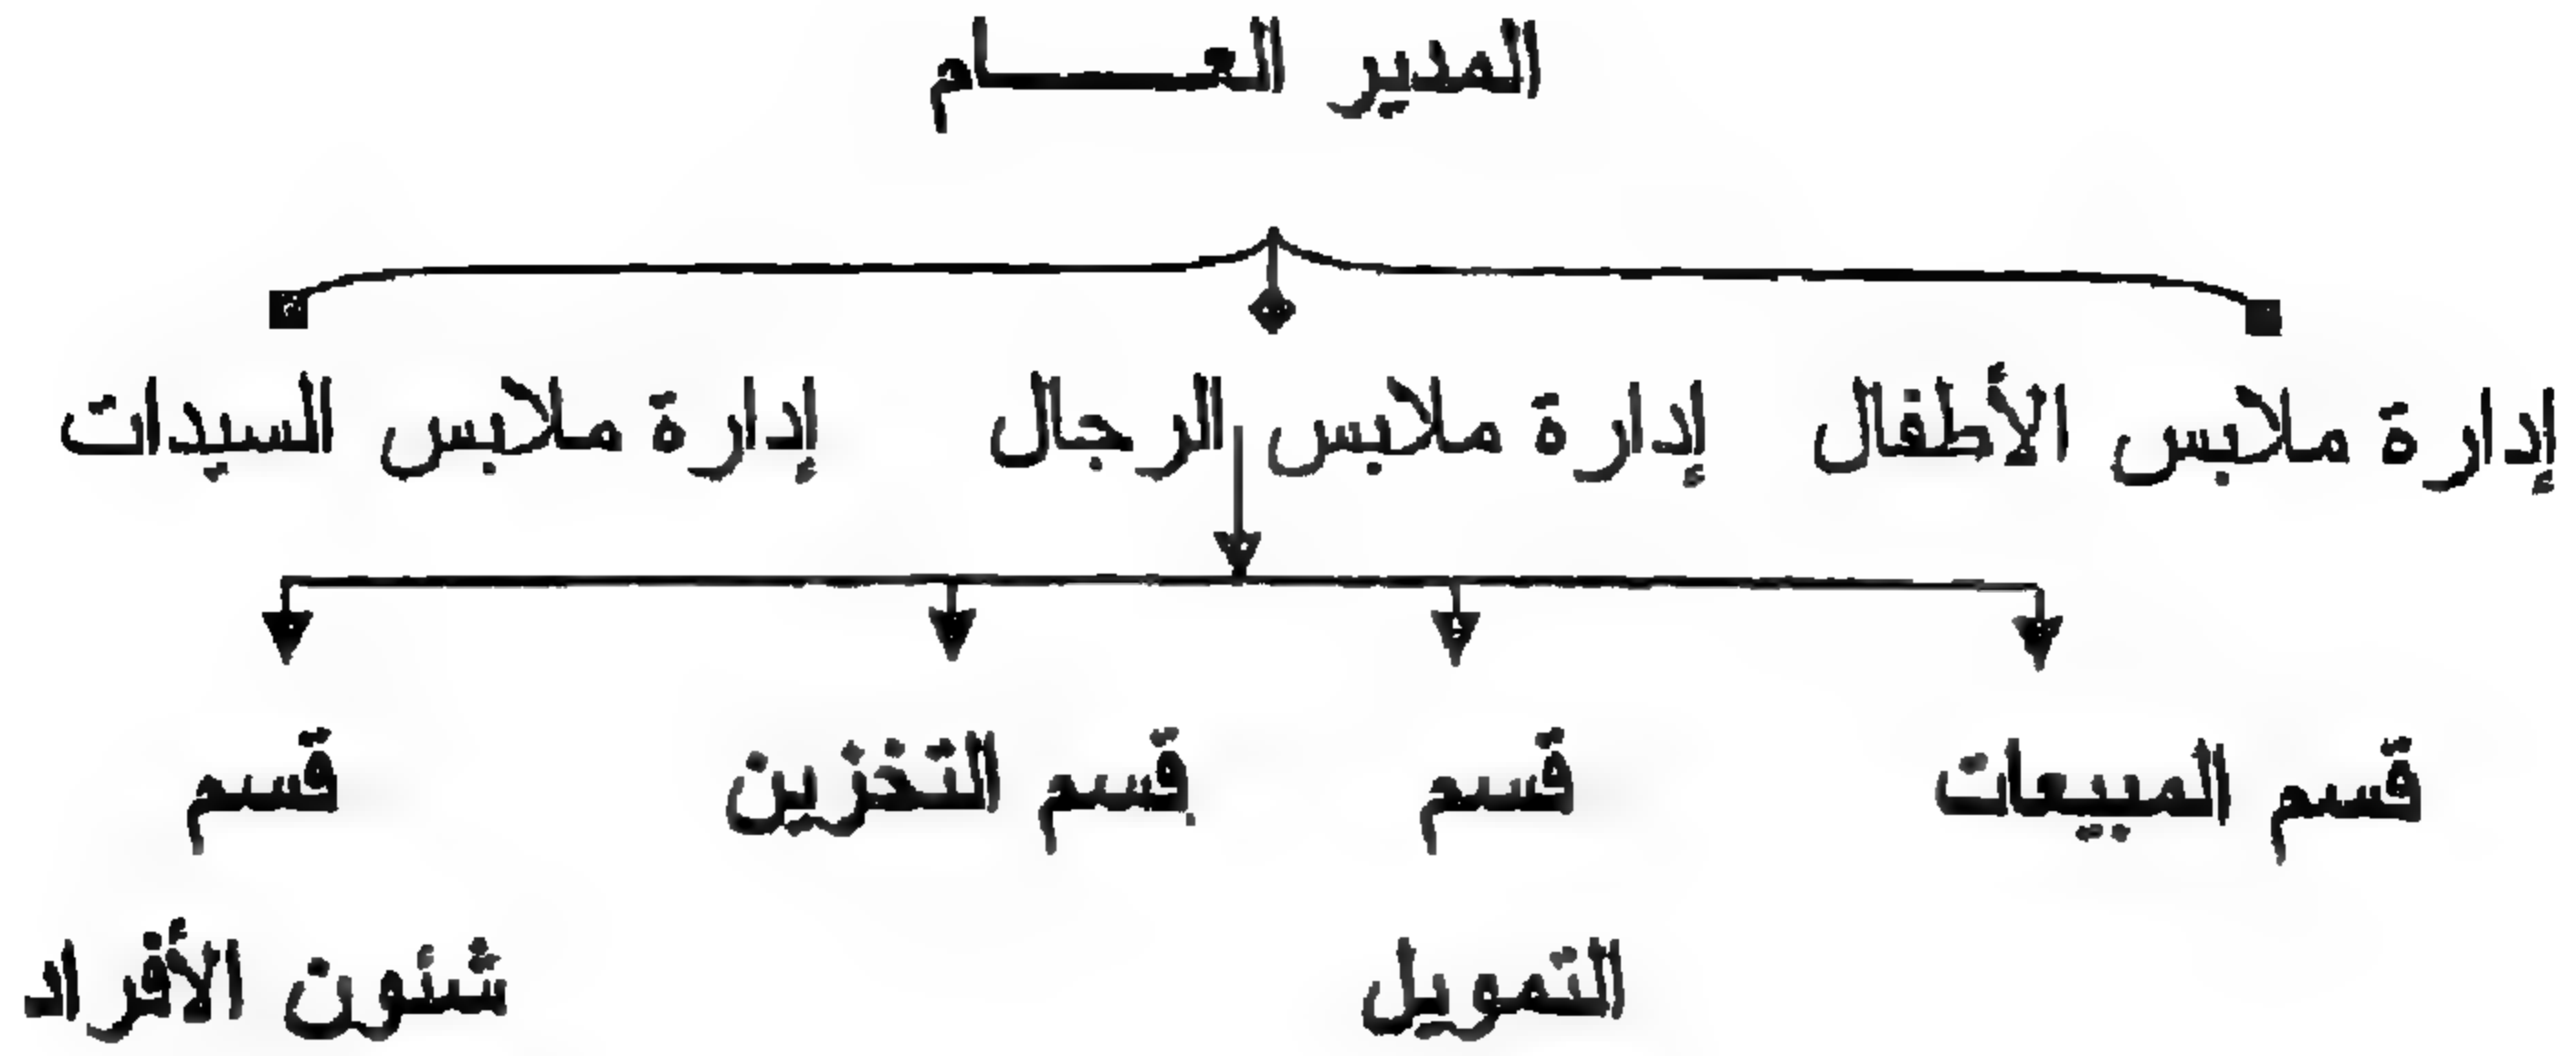 المدير العـــــــام
إدارة ملابس الأطفال إدارة ملابس الرجال إدارة ملابس السيدات
قسم المبيعات قسم قسم التخزين قسم
التمويل شئون الأفراد